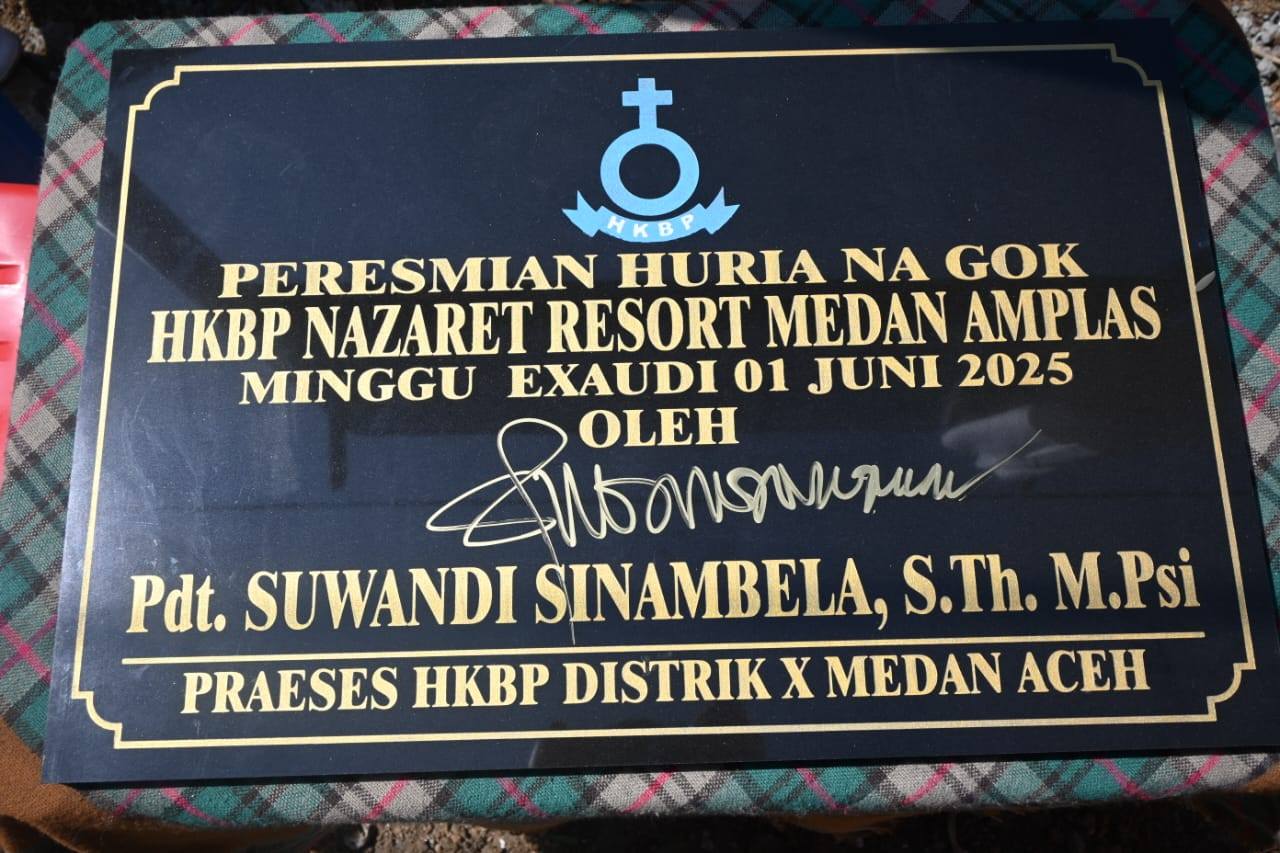 HKBP
PERESMIAN HURIA NA GOK
HKBP NAZARET RESORT MEDAN AMPLAS
MINGGU EXAUDI 01 JUNI 2025
OLEH
Pdt. SUWANDI SINAMBELA, S.Th. M.Psi
PRAESES HKBP DISTRIK X MEDAN ACEH